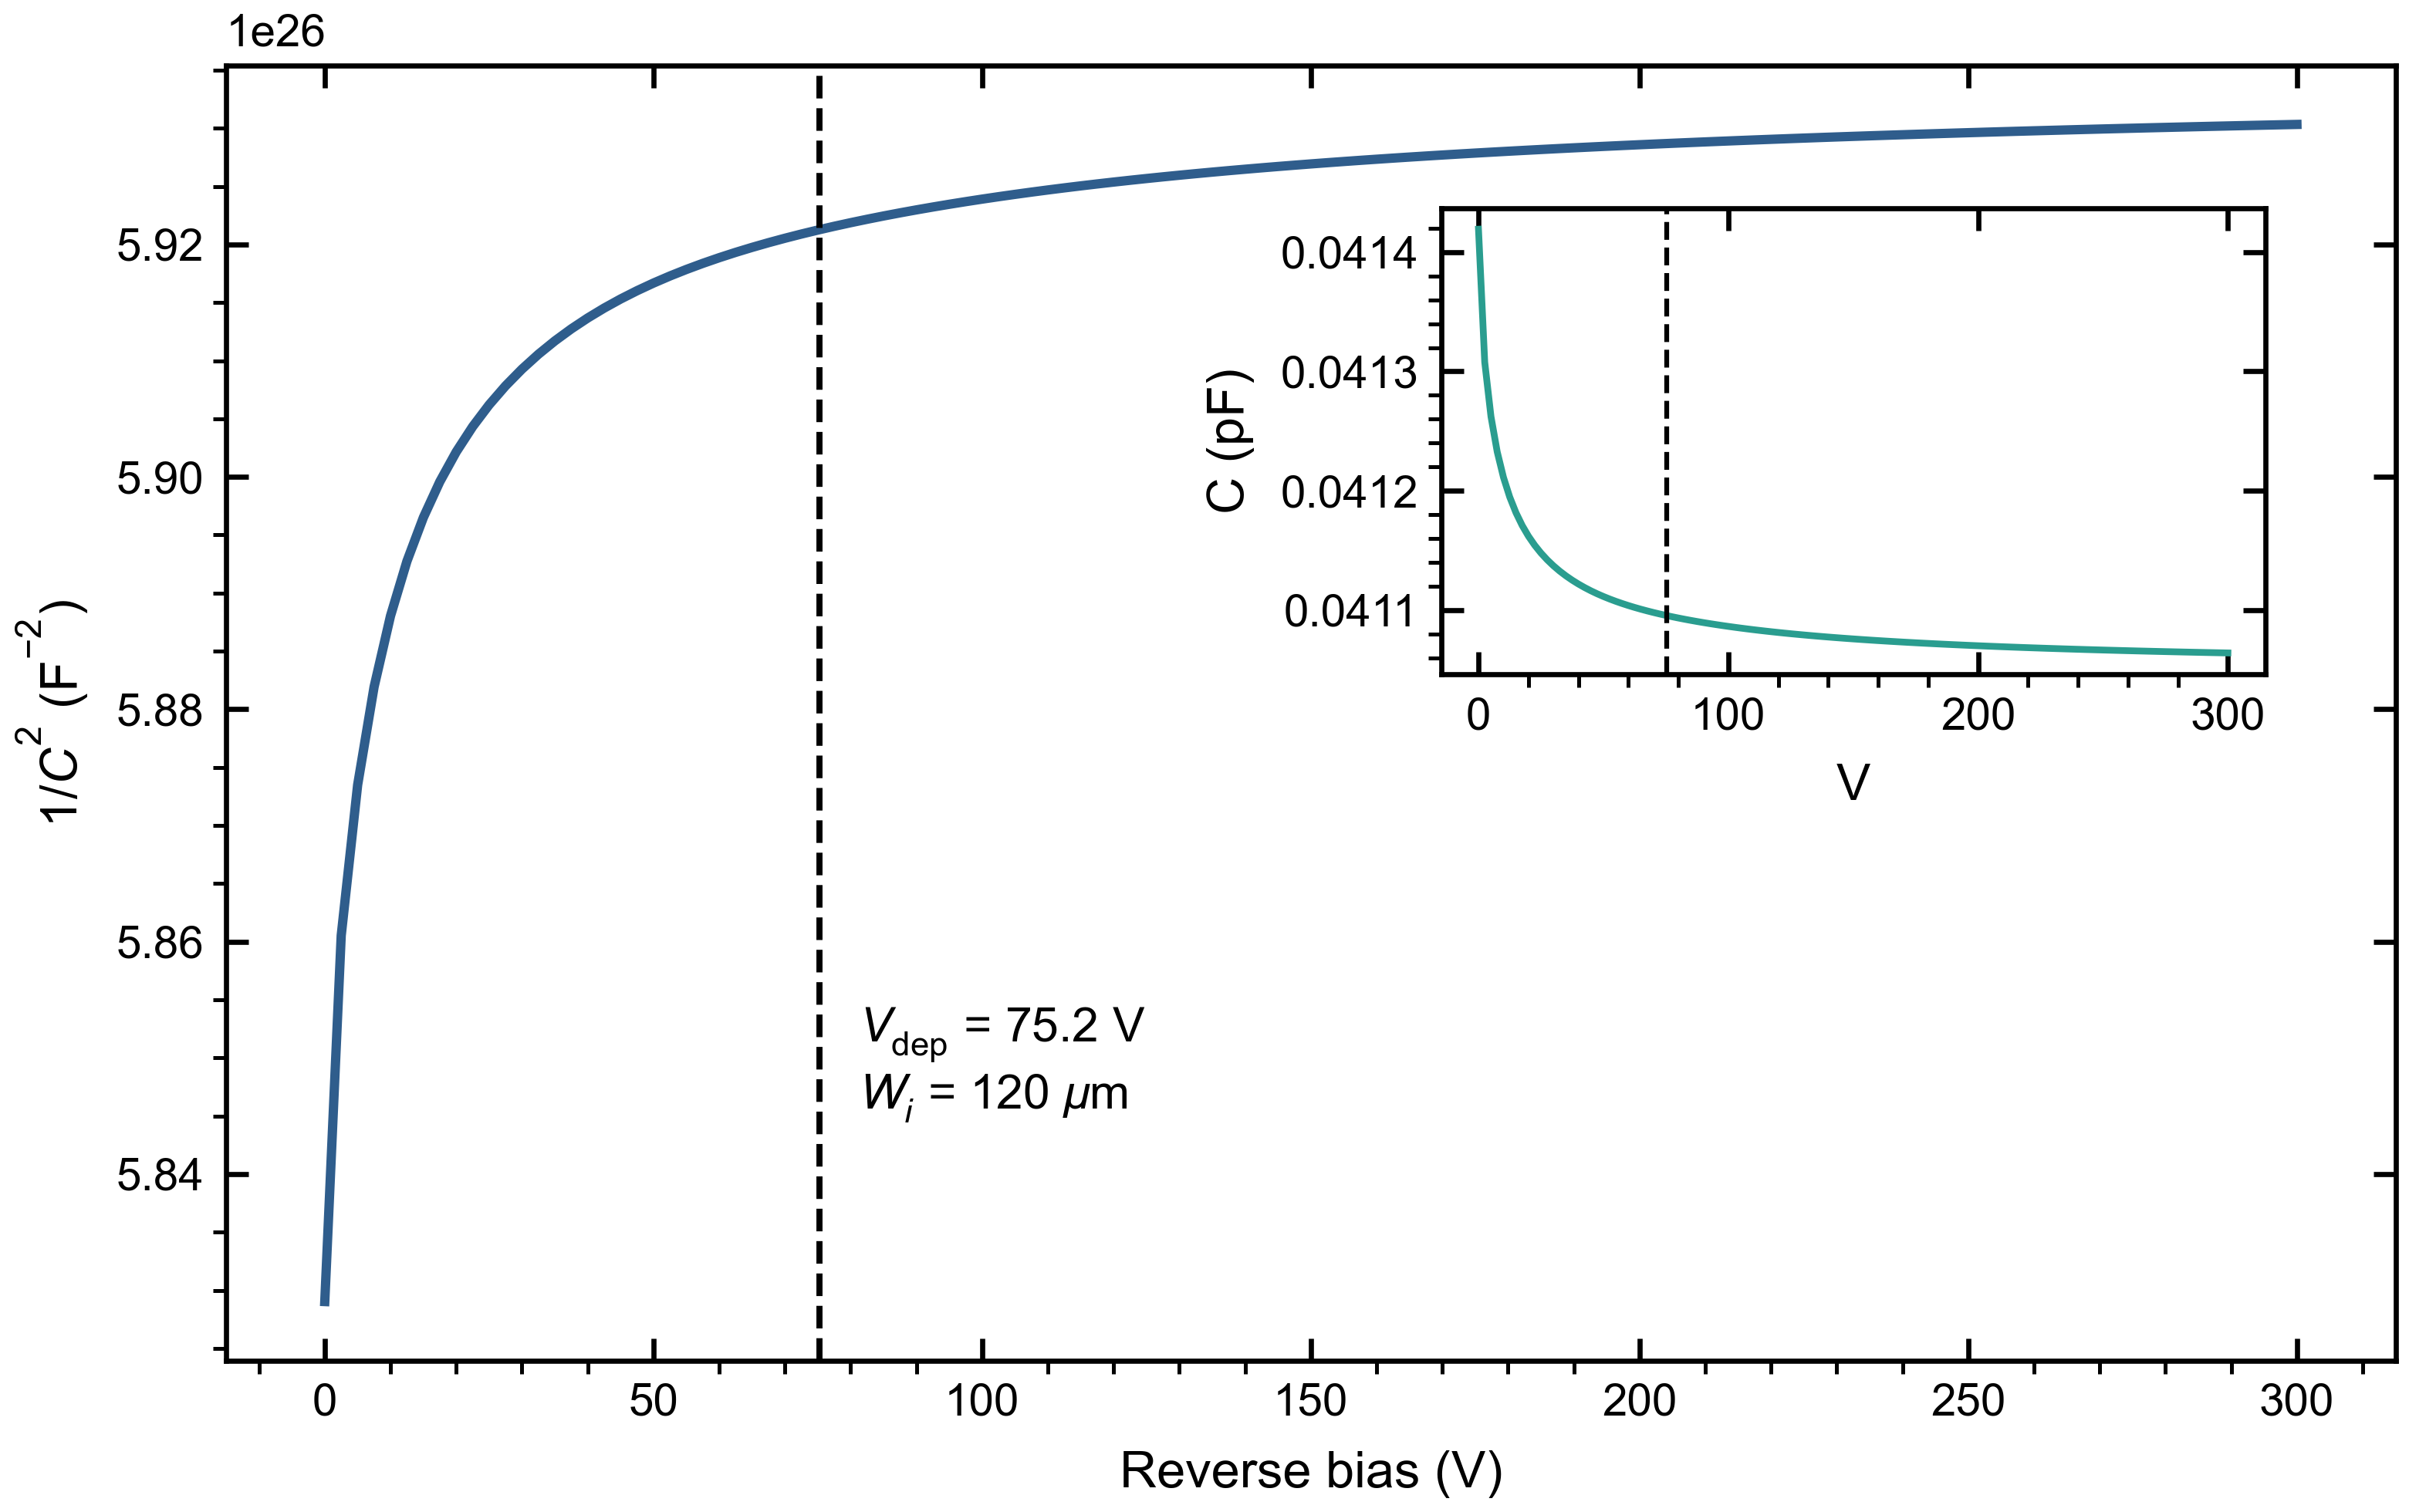 1e26
5.92
5.90
5.88
5.86
5.84
1/C² (F⁻²)
0
50
100
150
200
250
300
Reverse bias (V)
V_dep = 75.2 V
W_i = 120 μm
0.0414
0.0413
0.0412
0.0411
C (pF)
0
100
200
300
V